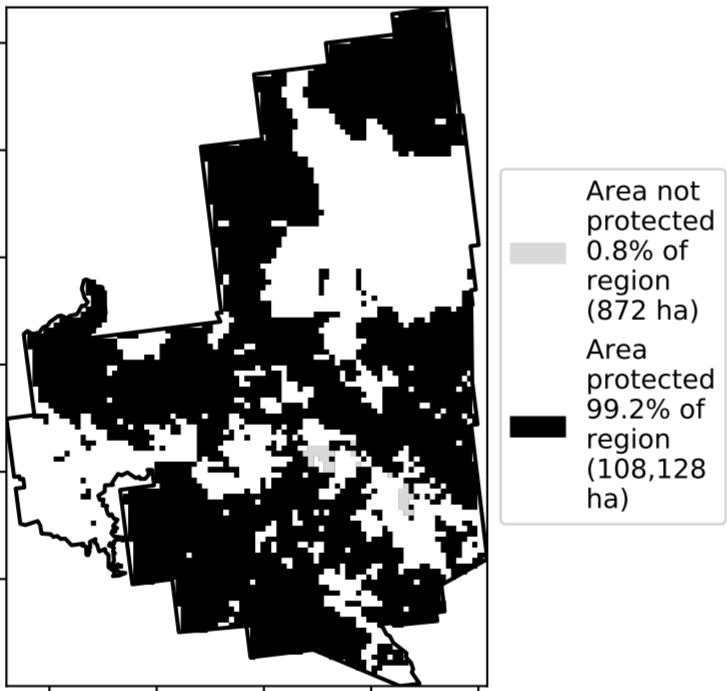 Area not
protected
0.8% of
region
(872 ha)
Area
protected
99.2% of
region
(108,128
ha)